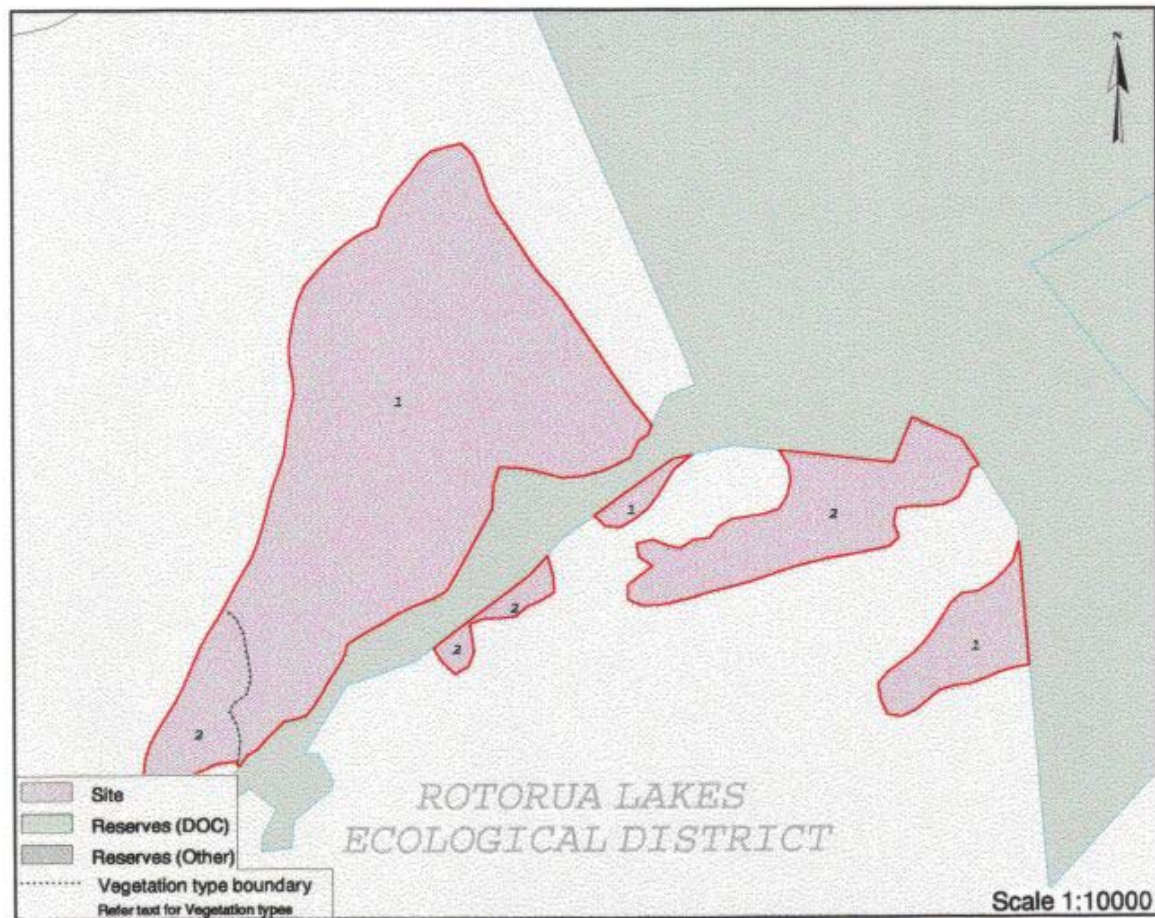 N
1
1
2
2
2
1
2
ROTORUA LAKES
ECOLOGICAL DISTRICT
Site
Reserves (DOC)
Reserves (Other)
Vegetation type boundary
Refer text for Vegetation types
Scale 1:10000